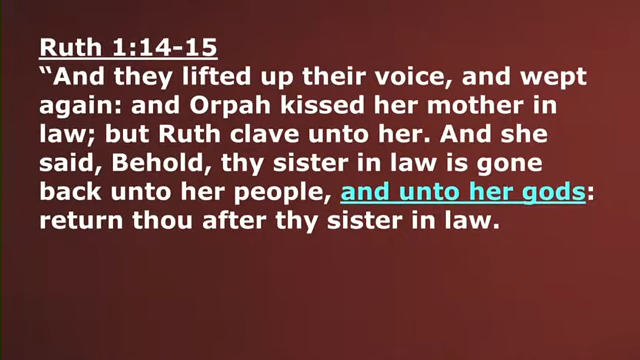 Ruth 1:14-15
“And they lifted up their voice, and wept
again: and Orpah kissed her mother in
law; but Ruth clave unto her. And she
said, Behold, thy sister in law is gone
back unto her people, and unto her gods:
return thou after thy sister in law.